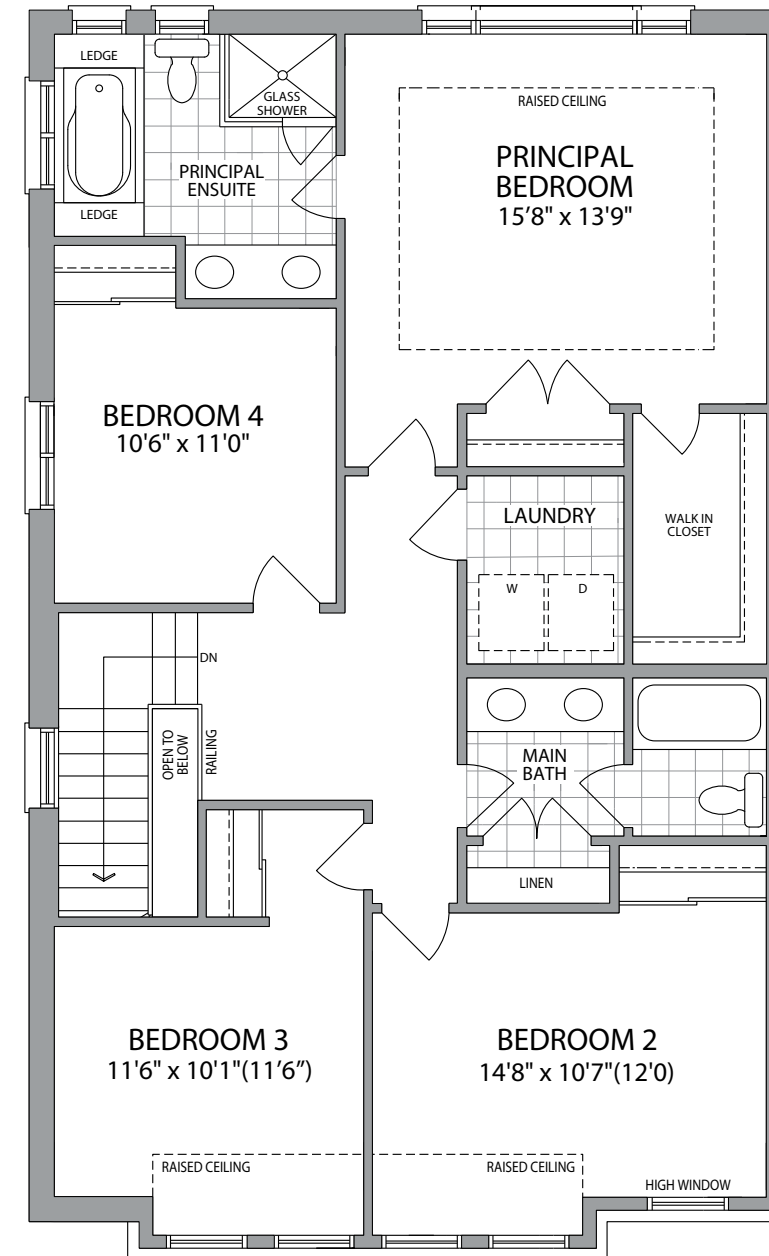 LEDGE
GLASS
SHOWER
RAISED CEILING
PRINCIPAL
ENSUITE
PRINCIPAL
BEDROOM
15’8" x 13'9"
LEDGE
BEDROOM 4
10'6" x 11'0"
LAUNDRY
WALK IN
CLOSET
W
D
DN
OPEN TO
BELOW
RAILING
MAIN
BATH
LINEN
BEDROOM 3
11'6" x 10'1"(11’6”)
BEDROOM 2
14'8" x 10'7"(12'0)
RAISED CEILING
RAISED CEILING
HIGH WINDOW